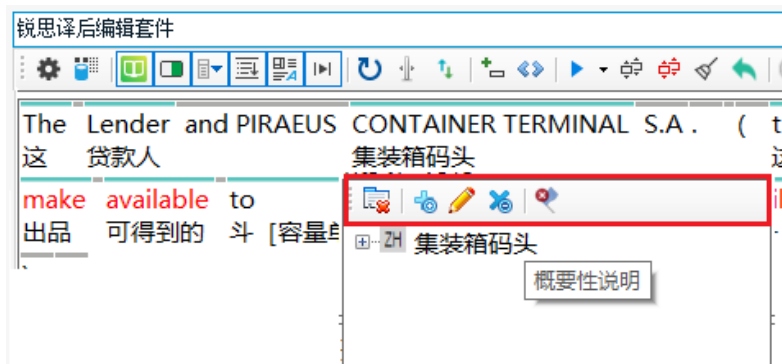 锐思译后编辑套件
The Lender and PIRAEUS CONTAINER TERMINAL S.A. (
这 贷款人 集装箱码头
make available to
出品 可得到的 斗 [容量单
ZH 集装箱码头
概要性说明